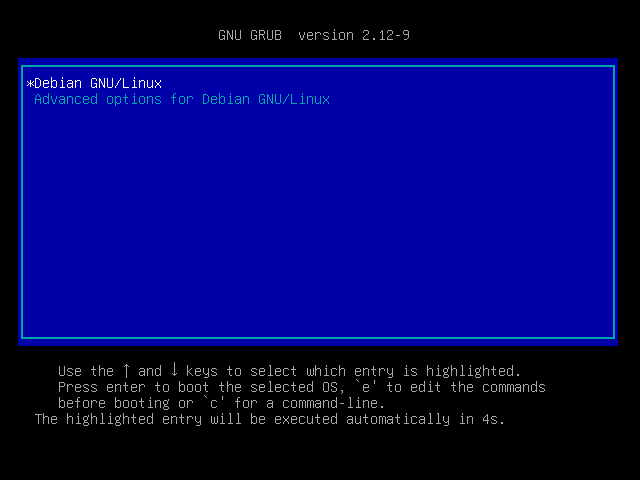 GNU GRUB  version 2.12-9
*Debian GNU/Linux
Advanced options for Debian GNU/Linux
Use the ↑ and ↓ keys to select which entry is highlighted.
Press enter to boot the selected OS, `e' to edit the commands
before booting or `c' for a command-line.
The highlighted entry will be executed automatically in 4s.